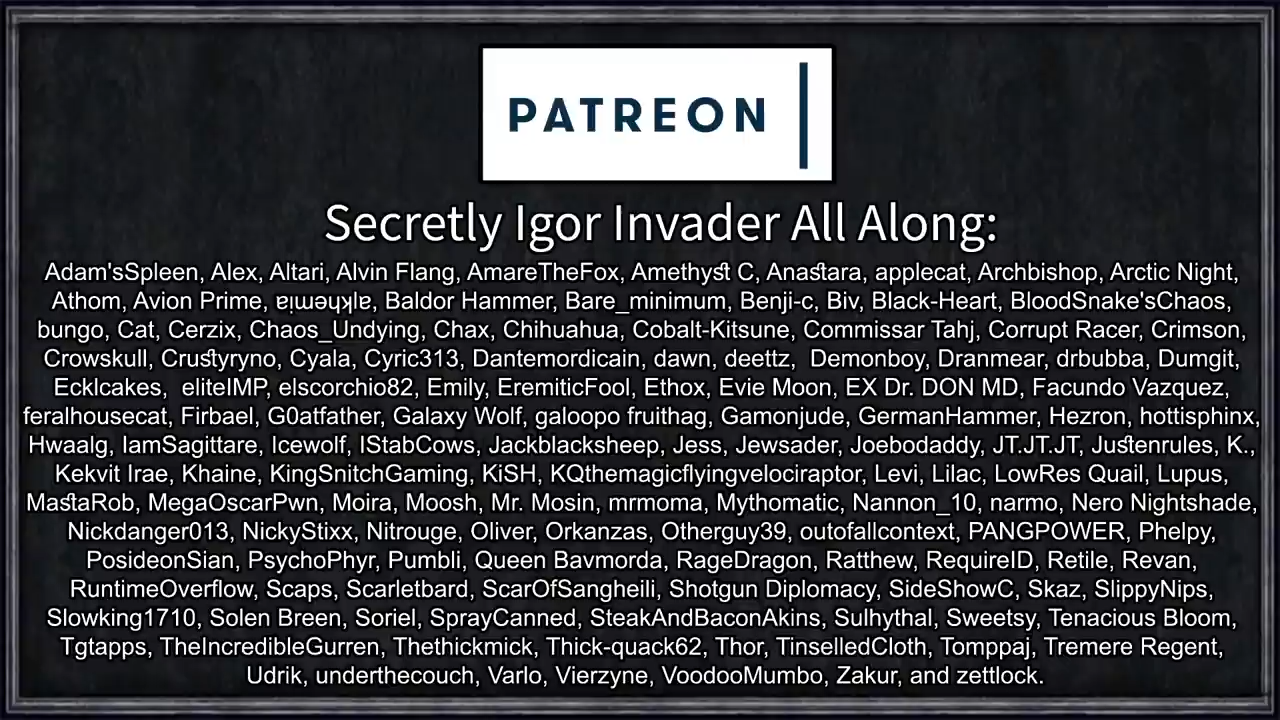 PATREON
Secretly Igor Invader All Along:
Adam'sSpleen, Alex, Altari, Alvin Flang, AmareTheFox, Amethyst C, Anastara, applecat, Archbishop, Arctic Night,
Athom, Avion Prime, ɐᴉɯǝuʞlɐ, Baldor Hammer, Bare_minimum, Benji-c, Biv, Black-Heart, BloodSnake'sChaos,
bungo, Cat, Cerzix, Chaos_Undying, Chax, Chihuahua, Cobalt-Kitsune, Commissar Tahj, Corrupt Racer, Crimson,
Crowskull, Crustyryno, Cyala, Cyric313, Dantemordicain, dawn, deettz, Demonboy, Dranmear, drbubba, Dumgit,
Ecklcakes, eliteIMP, elscorchio82, Emily, EremiticFool, Ethox, Evie Moon, EX Dr. DON MD, Facundo Vazquez,
feralhousecat, Firbael, G0atfather, Galaxy Wolf, galoopo fruithag, Gamonjude, GermanHammer, Hezron, hottisphinx,
Hwaalg, IamSagittare, Icewolf, IStabCows, Jackblacksheep, Jess, Jewsader, Joebodaddy, JT.JT.JT, Justenrules, K.,
Kekvit Irae, Khaine, KingSnitchGaming, KiSH, KQthemagicflyingvelociraptor, Levi, Lilac, LowRes Quail, Lupus,
MastaRob, MegaOscarPwn, Moira, Moosh, Mr. Mosin, mrmoma, Mythomatic, Nannon_10, narmo, Nero Nightshade,
Nickdanger013, NickyStixx, Nitrouge, Oliver, Orkanzas, Otherguy39, outofallcontext, PANGPOWER, Phelpy,
PosideonSian, PsychoPhyr, Pumbli, Queen Bavmorda, RageDragon, Ratthew, RequireID, Retile, Revan,
RuntimeOverflow, Scaps, Scarletbard, ScarOfSangheili, Shotgun Diplomacy, SideShowC, Skaz, SlippyNips,
Slowking1710, Solen Breen, Soriel, SprayCanned, SteakAndBaconAkins, Sulhythal, Sweetsy, Tenacious Bloom,
Tgtapps, TheIncredibleGurren, Thethickmick, Thick-quack62, Thor, TinselledCloth, Tomppaj, Tremere Regent,
Udrik, underthecouch, Varlo, Vierzyne, VoodooMumbo, Zakur, and zettlock.